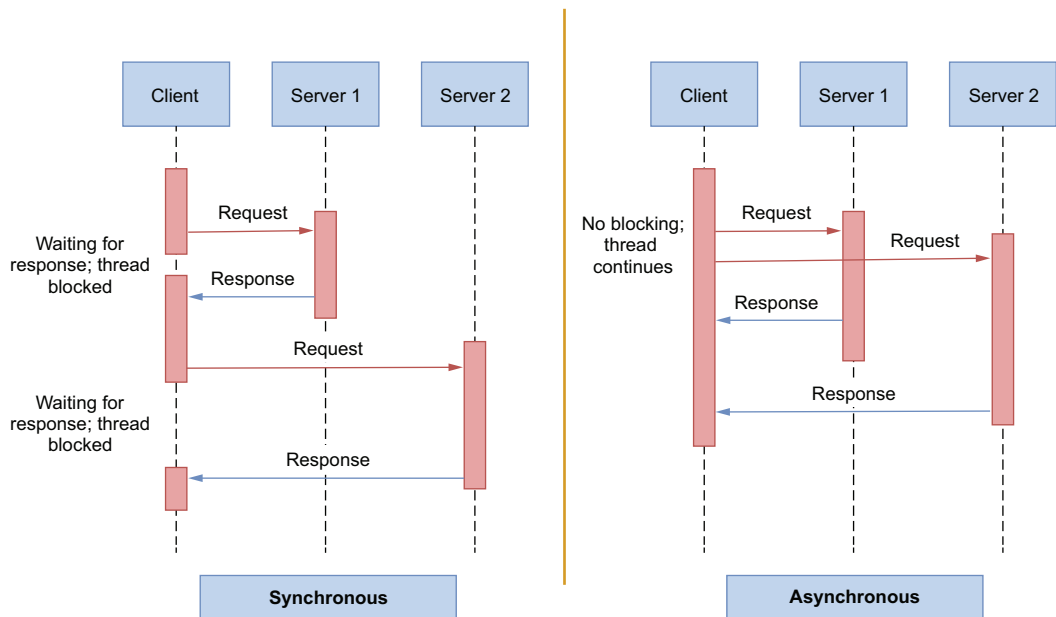 Client
Server 1
Server 2
Request
Waiting for
response; thread
blocked
Response
Request
Waiting for
response; thread
blocked
Response
Synchronous
Client
Server 1
Server 2
No blocking;
thread
continues
Request
Request
Response
Response
Asynchronous